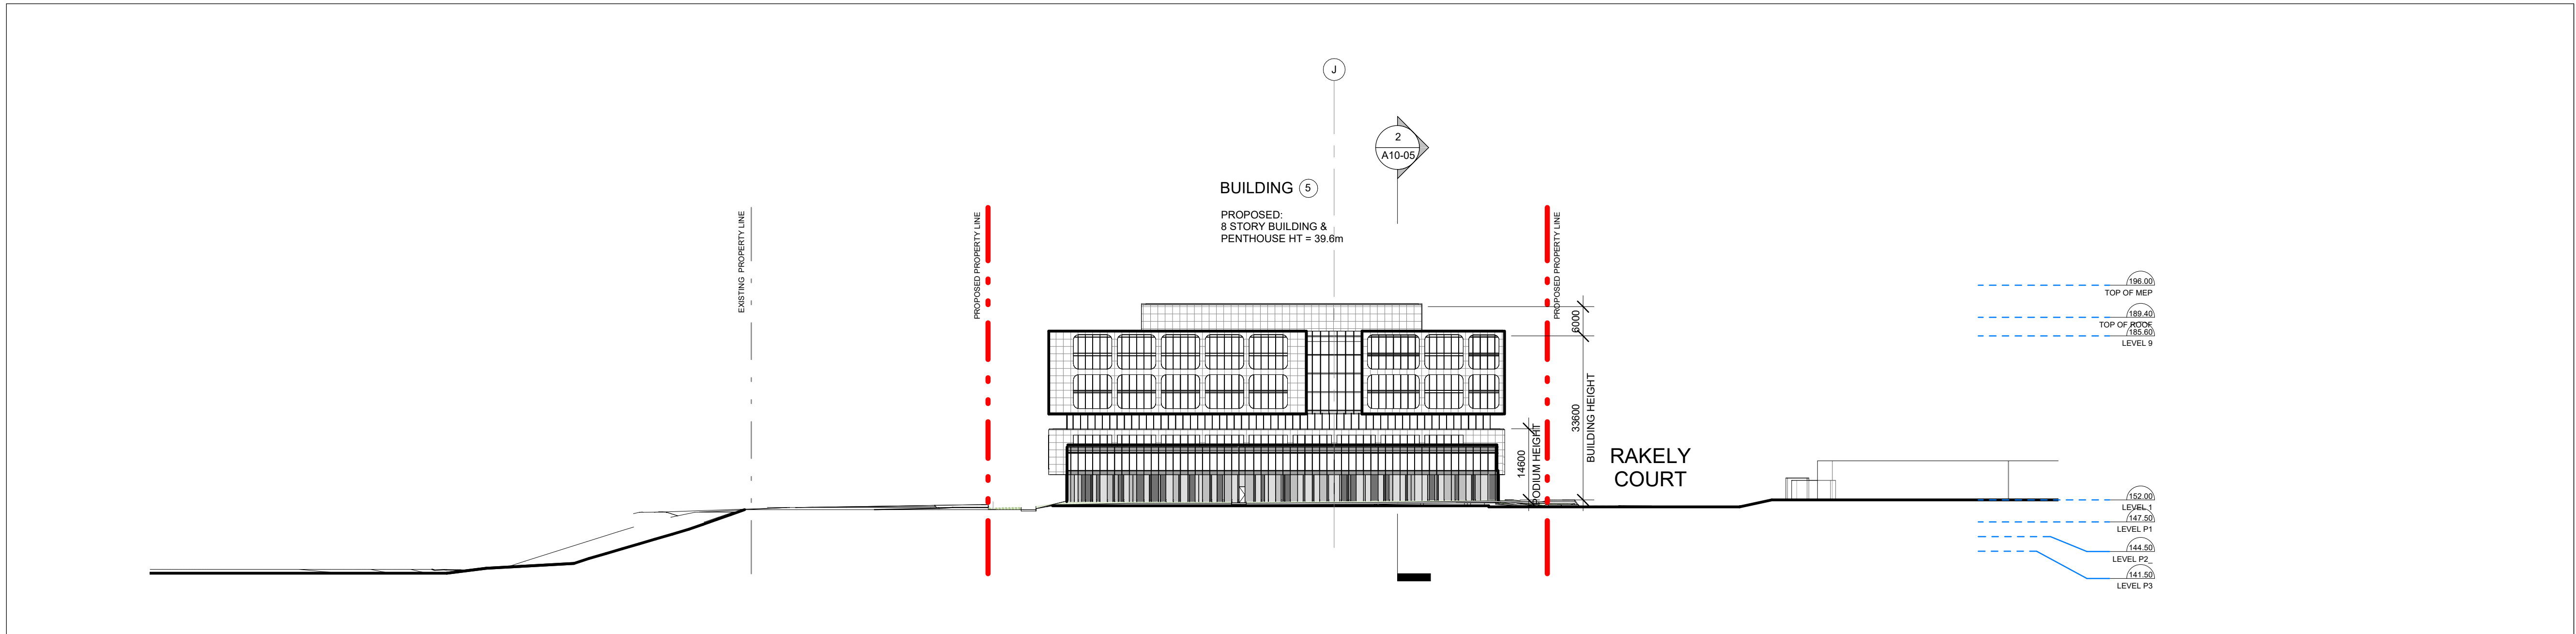 J
2
A10-05
BUILDING 5
PROPOSED:
8 STORY BUILDING &
PENTHOUSE HT = 39.6m
EXISTING PROPERTY LINE
PROPOSED PROPERTY LINE
PROPOSED PROPERTY LINE
6000
33600
BUILDING HEIGHT
14600
PODIUM HEIGHT
RAKELY
COURT
196.00
TOP OF MEP
189.40
TOP OF ROOF
185.60
LEVEL 9
152.00
LEVEL 1
147.50
LEVEL P1
144.50
LEVEL P2_
141.50
LEVEL P3